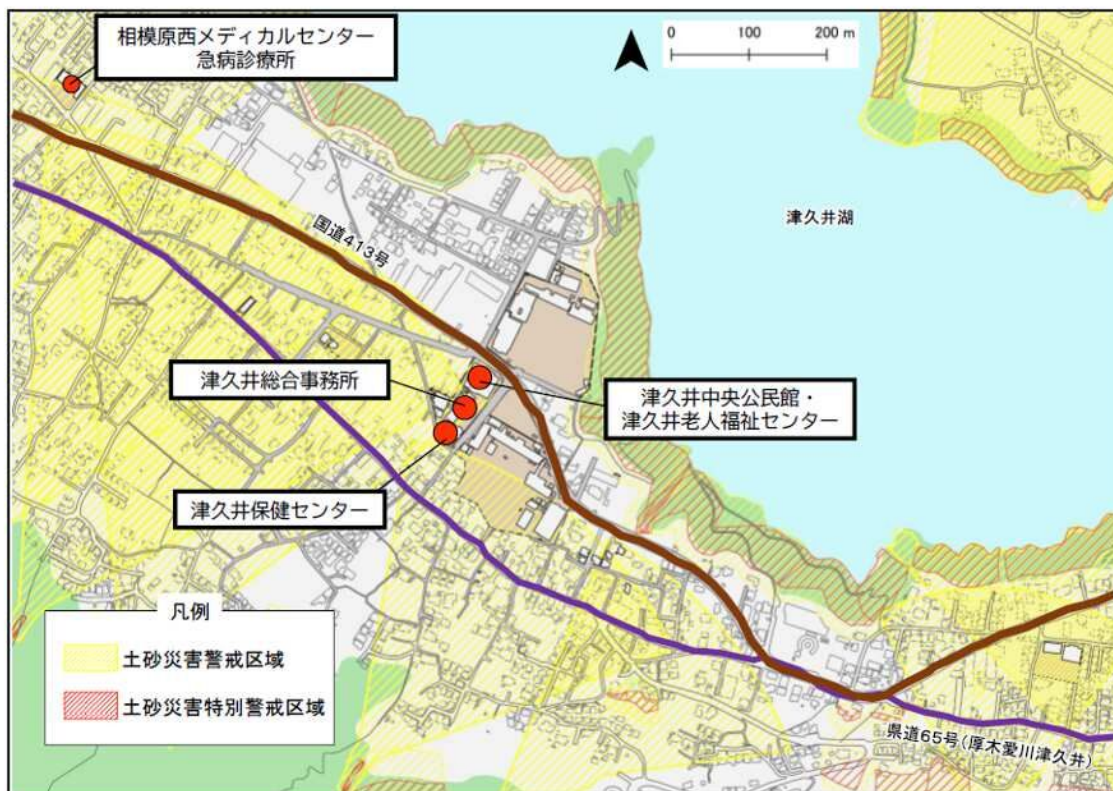 相模原西メディカルセンター
急病診療所
0 100 200 m
津久井湖
国道413号
津久井総合事務所
津久井中央公民館・
津久井老人福祉センター
津久井保健センター
凡例
土砂災害警戒区域
土砂災害特別警戒区域
県道65号(厚木愛川津久井)